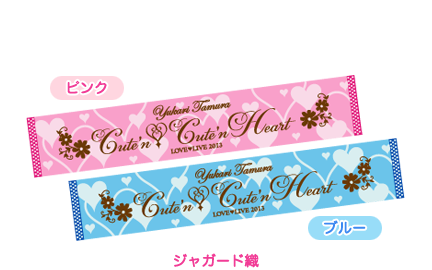 ピンク
Yukari Tamura
Cute'n Cute'n Heart
LOVE♥LIVE 2013
Yukari Tamura
Cute'n Cute'n Heart
LOVE♥LIVE 2013
ブルー
ジャガード織